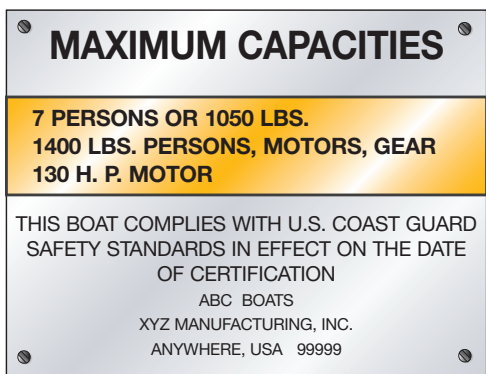 MAXIMUM CAPACITIES
7 PERSONS OR 1050 LBS.
1400 LBS. PERSONS, MOTORS, GEAR
130 H. P. MOTOR
THIS BOAT COMPLIES WITH U.S. COAST GUARD
SAFETY STANDARDS IN EFFECT ON THE DATE
OF CERTIFICATION
ABC BOATS
XYZ MANUFACTURING, INC.
ANYWHERE, USA 99999